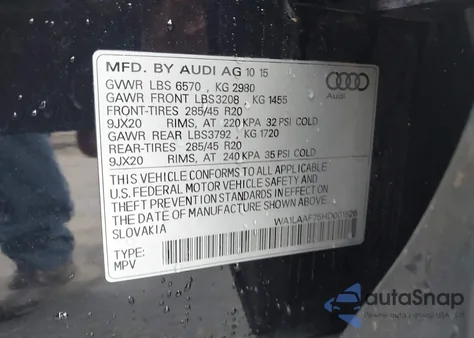 MFD. BY AUDI AG 10 15
GVWR LBS 6570 , KG 2980
GAWR FRONT LBS3208 , KG 1455
FRONT-TIRES 285/45 R20
9JX20 RIMS, AT 220 KPA 32 PSI COLD
GAWR REAR LBS3792 , KG 1720
REAR-TIRES 285/45 R20
9JX20 RIMS, AT 240 KPA 35 PSI COLD
Audi
THIS VEHICLE CONFORMS TO ALL APPLICABLE
U.S. FEDERAL MOTOR VEHICLE SAFETY AND
THEFT PREVENTION STANDARDS IN EFFECT ON
THE DATE OF MANUFACTURE SHOWN ABOVE
SLOVAKIA
WA1LAAF75HD001526
TYPE:
MPV
autoSnap